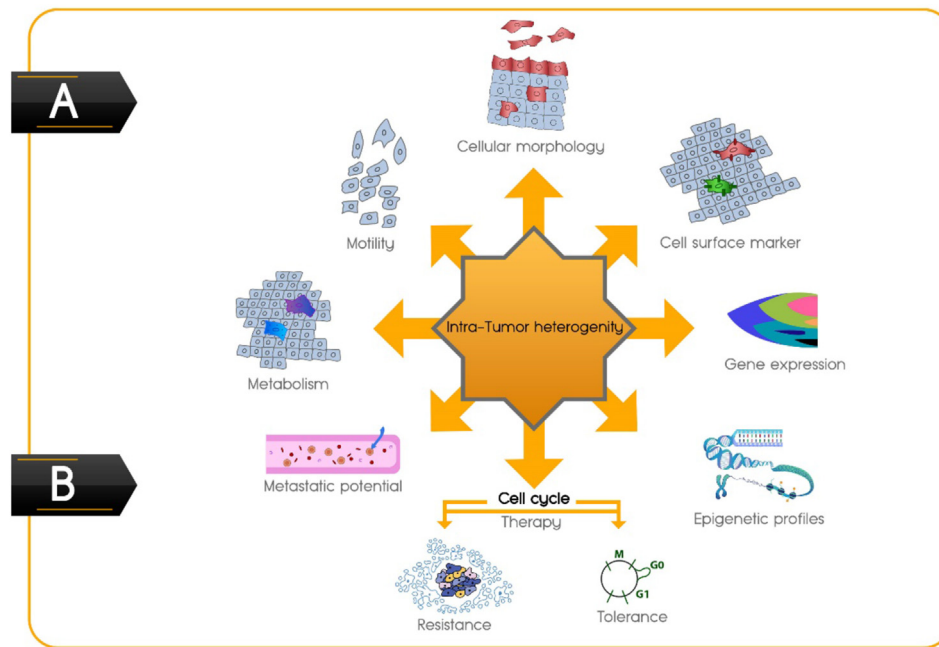 A
Cellular morphology
Motility
Cell surface marker
Intra-Tumor heterogenity
Metabolism
Gene expression
B
Metastatic potential
Cell cycle
Therapy
Epigenetic profiles
M
G0
G1
Resistance
Tolerance